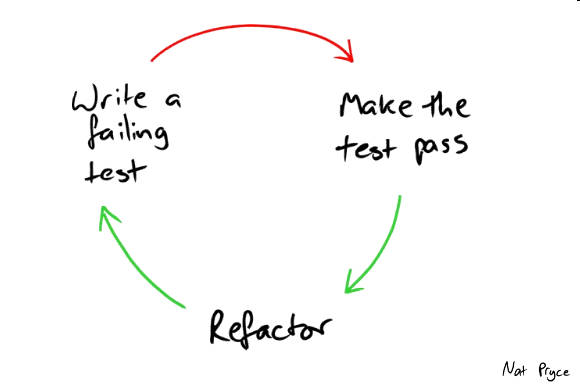 Write a
failing
test
Make the
test pass
Refactor
Nat Pryce